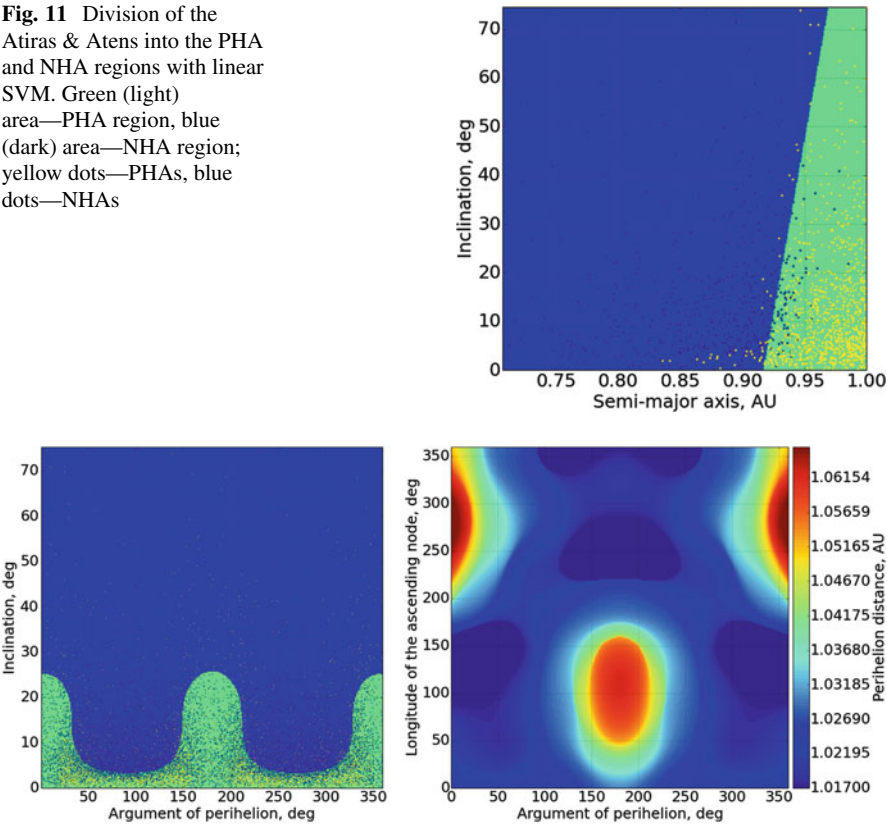 Fig. 11 Division of the
Atiras & Atens into the PHA
and NHA regions with linear
SVM. Green (light)
area—PHA region, blue
(dark) area—NHA region;
yellow dots—PHAs, blue
dots—NHAs
Inclination, deg
70
60
50
40
30
20
10
0
0.75 0.80 0.85 0.90 0.95 1.00
Semi-major axis, AU
Inclination, deg
70
60
50
40
30
20
10
0
50 100 150 200 250 300 350
Argument of perihelion, deg
Longitude of the ascending node, deg
350
300
250
200
150
100
50
0
0 50 100 150 200 250 300 350
Argument of perihelion, deg
1.06154
1.05659
1.05165
1.04670
1.04175
1.03680
1.03185
1.02690
1.02195
1.01700
Perihelion distance, AU